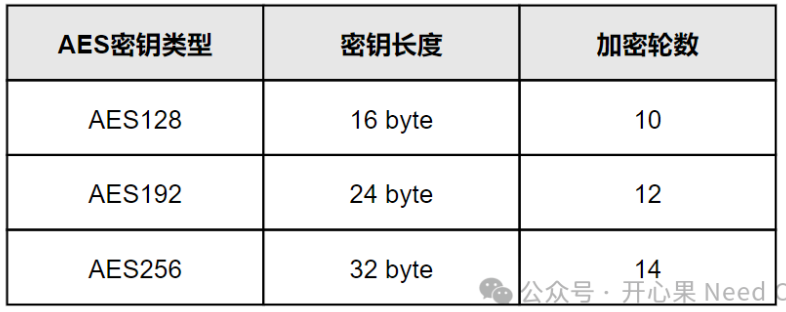 AES密钥类型 密钥长度 加密轮数
AES128 16 byte 10
AES192 24 byte 12
AES256 32 byte 14
公众号 · 开心果 Need